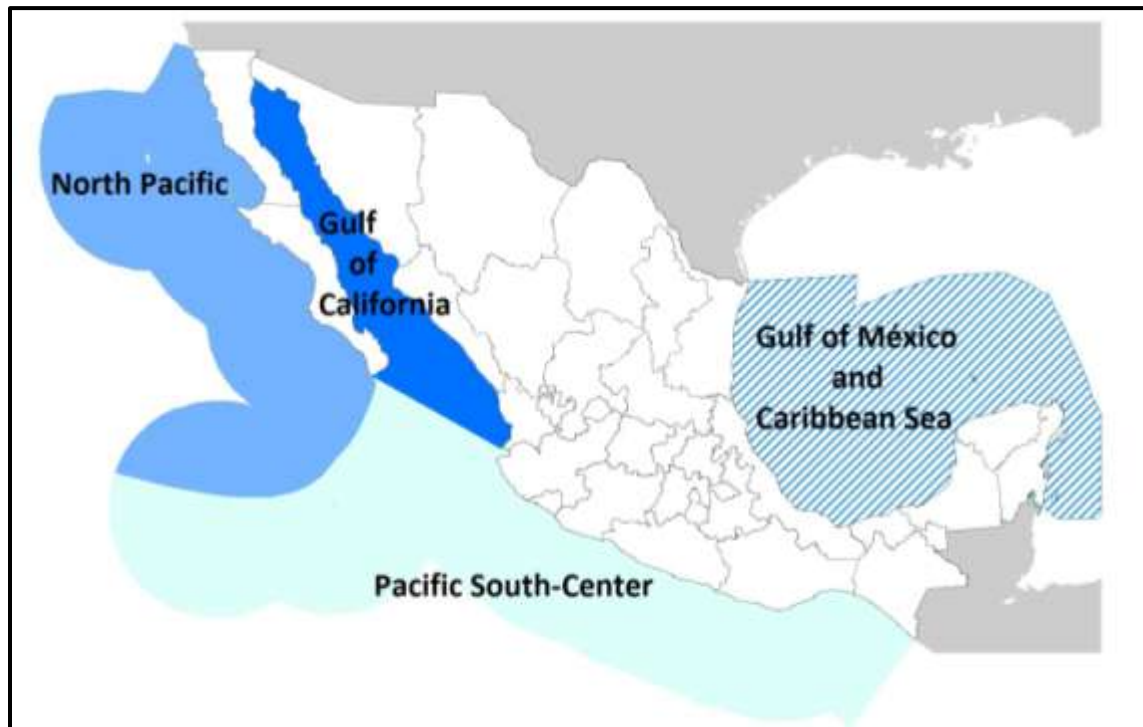 North Pacific
Gulf
of
California
Gulf of México
and
Caribbean Sea
Pacific South-Center